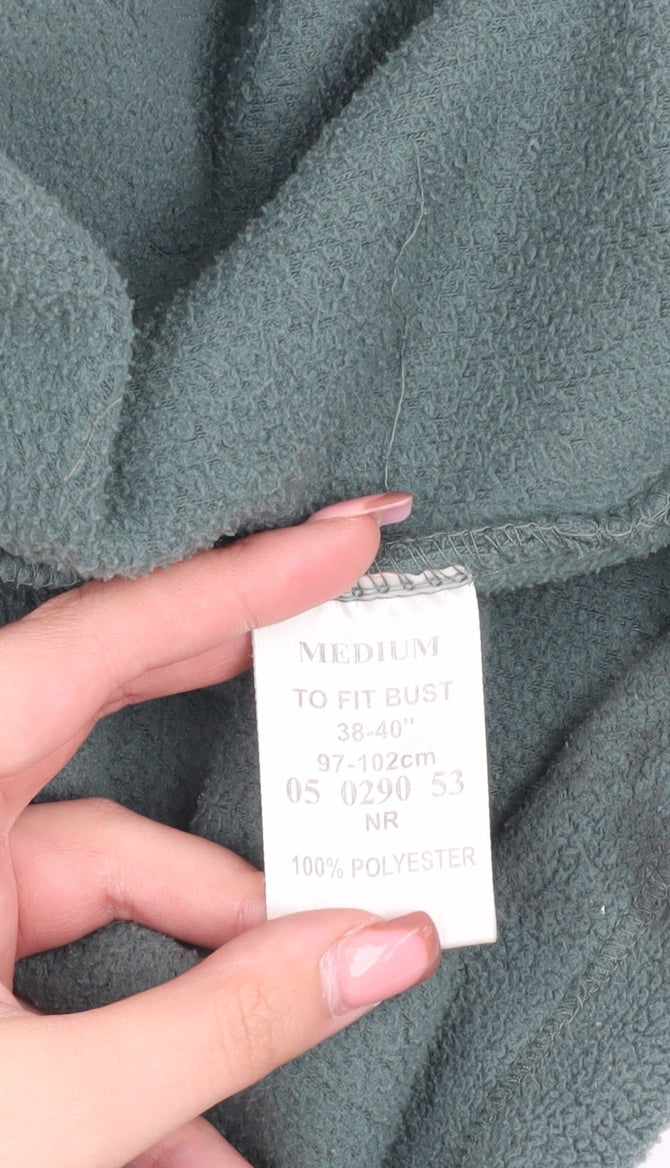 MEDIUM
TO FIT BUST
38-40"
97-102cm
05 0290 53
NR
100% POLYESTER